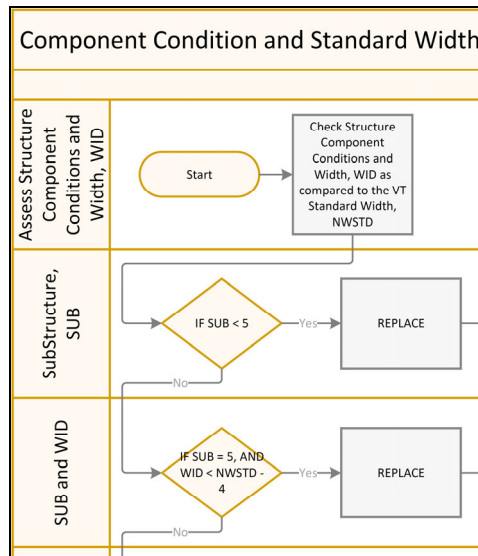 Component Condition and Standard Width
Assess Structure
Component
Conditions and
Width, WID
Start
Check Structure
Component
Conditions and
Width, WID as
compared to the VT
Standard Width,
NWSTD
SubStructure,
SUB
IF SUB < 5
Yes
REPLACE
No
SUB and WID
IF SUB = 5, AND
WID < NWSTD -
4
Yes
REPLACE
No